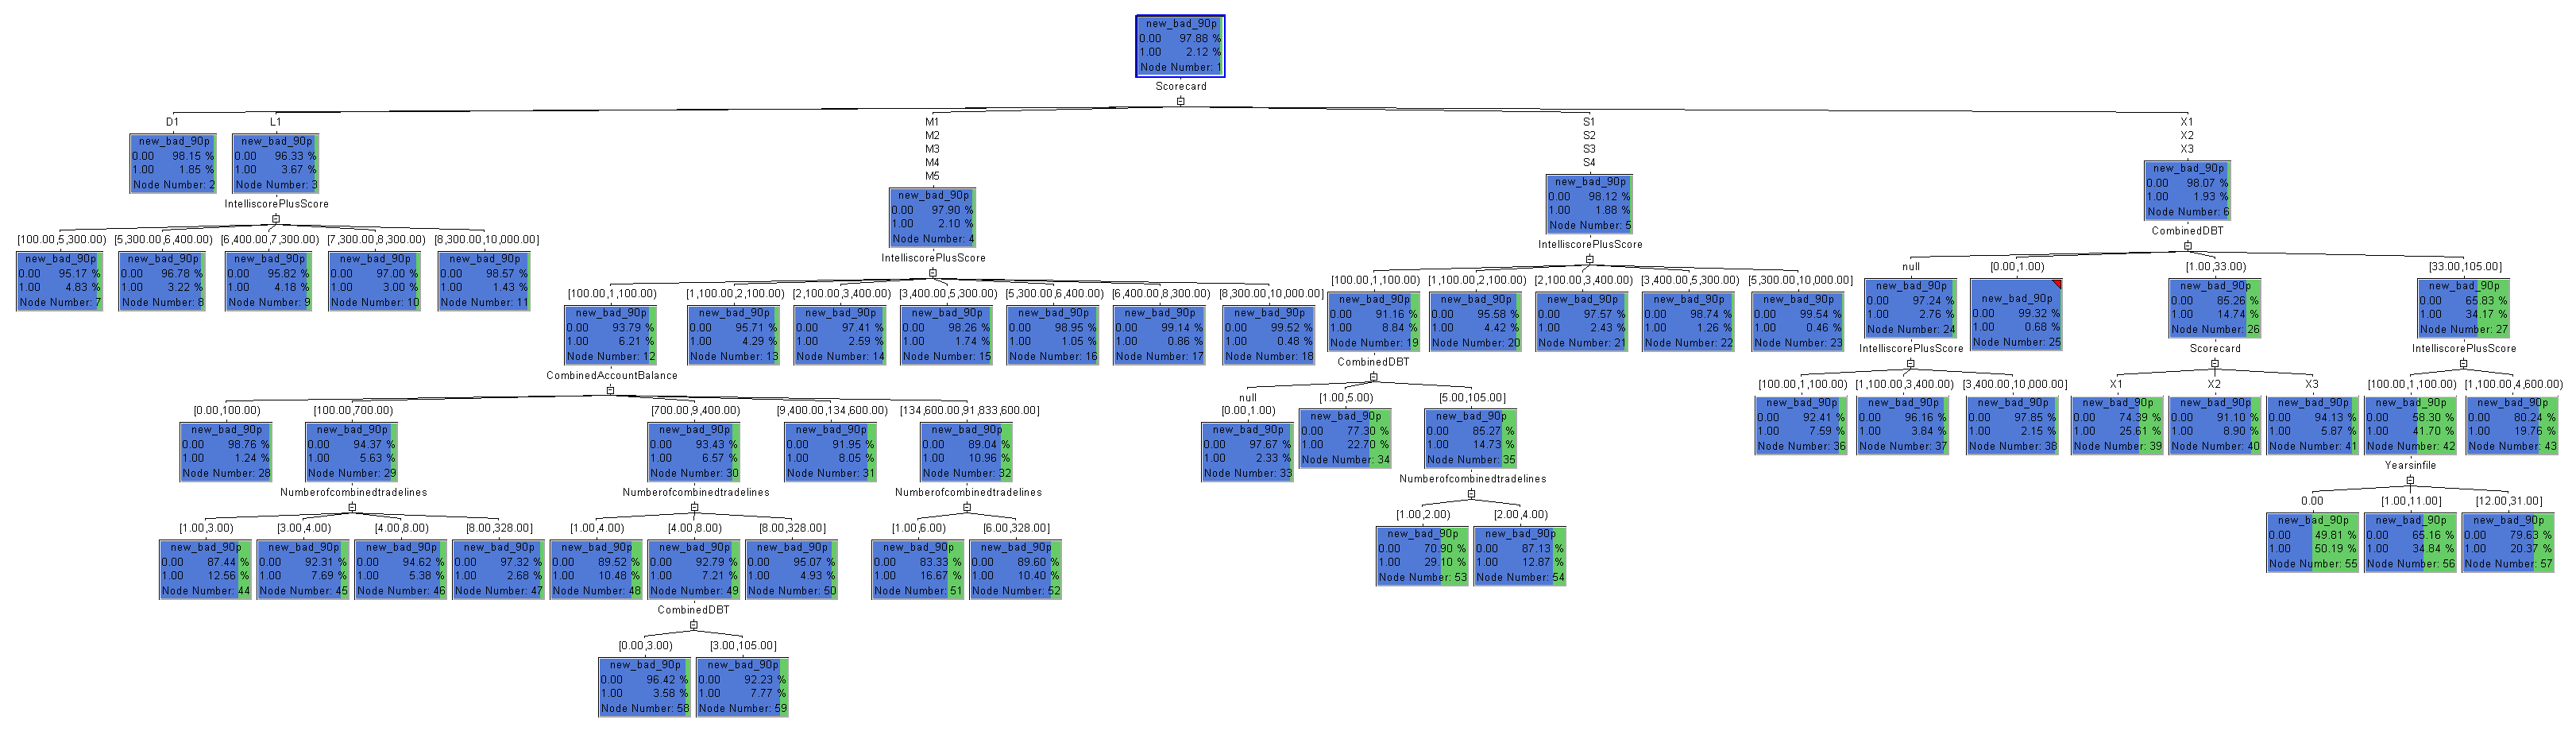 new_bad_90p
0.00 97.88 %
1.00 2.12 %
Node Number: 1
Scorecard
D1
new_bad_90p
0.00 98.15 %
1.00 1.85 %
Node Number: 2
L1
new_bad_90p
0.00 96.33 %
1.00 3.67 %
Node Number: 3
IntelliscorePlusScore
M1
M2
M3
M4
M5
new_bad_90p
0.00 97.90 %
1.00 2.10 %
Node Number: 4
IntelliscorePlusScore
S1
S2
S3
S4
new_bad_90p
0.00 98.12 %
1.00 1.88 %
Node Number: 5
IntelliscorePlusScore
X1
X2
X3
new_bad_90p
0.00 98.07 %
1.00 1.93 %
Node Number: 6
CombinedDBT
[100.00,5,300.00)
new_bad_90p
0.00 95.17 %
1.00 4.83 %
Node Number: 7
[5,300.00,6,400.00)
new_bad_90p
0.00 96.78 %
1.00 3.22 %
Node Number: 8
[6,400.00,7,300.00)
new_bad_90p
0.00 95.82 %
1.00 4.18 %
Node Number: 9
[7,300.00,8,300.00)
new_bad_90p
0.00 97.00 %
1.00 3.00 %
Node Number: 10
[8,300.00,10,000.00]
new_bad_90p
0.00 98.57 %
1.00 1.43 %
Node Number: 11
[100.00,1,100.00)
new_bad_90p
0.00 93.79 %
1.00 6.21 %
Node Number: 12
CombinedAccountBalance
[1,100.00,2,100.00)
new_bad_90p
0.00 95.71 %
1.00 4.29 %
Node Number: 13
[2,100.00,3,400.00)
new_bad_90p
0.00 97.41 %
1.00 2.59 %
Node Number: 14
[3,400.00,5,300.00)
new_bad_90p
0.00 98.26 %
1.00 1.74 %
Node Number: 15
[5,300.00,6,400.00)
new_bad_90p
0.00 98.95 %
1.00 1.05 %
Node Number: 16
[6,400.00,8,300.00)
new_bad_90p
0.00 99.14 %
1.00 0.86 %
Node Number: 17
[8,300.00,10,000.00]
new_bad_90p
0.00 99.52 %
1.00 0.48 %
Node Number: 18
[100.00,1,100.00)
new_bad_90p
0.00 91.16 %
1.00 8.84 %
Node Number: 19
CombinedDBT
[1,100.00,2,100.00)
new_bad_90p
0.00 95.58 %
1.00 4.42 %
Node Number: 20
[2,100.00,3,400.00)
new_bad_90p
0.00 97.57 %
1.00 2.43 %
Node Number: 21
[3,400.00,5,300.00)
new_bad_90p
0.00 98.74 %
1.00 1.26 %
Node Number: 22
[5,300.00,10,000.00]
new_bad_90p
0.00 99.54 %
1.00 0.46 %
Node Number: 23
null
new_bad_90p
0.00 97.24 %
1.00 2.76 %
Node Number: 24
IntelliscorePlusScore
[0.00,1.00)
new_bad_90p
0.00 99.32 %
1.00 0.68 %
Node Number: 25
[1.00,33.00)
new_bad_90p
0.00 85.26 %
1.00 14.74 %
Node Number: 26
Scorecard
[33.00,105.00]
new_bad_90p
0.00 65.83 %
1.00 34.17 %
Node Number: 27
IntelliscorePlusScore
[0.00,100.00)
new_bad_90p
0.00 98.76 %
1.00 1.24 %
Node Number: 28
[100.00,700.00)
new_bad_90p
0.00 94.37 %
1.00 5.63 %
Node Number: 29
Numberofcombinedtradelines
[700.00,9,400.00)
new_bad_90p
0.00 93.43 %
1.00 6.57 %
Node Number: 30
Numberofcombinedtradelines
[9,400.00,134,600.00)
new_bad_90p
0.00 91.95 %
1.00 8.05 %
Node Number: 31
[134,600.00,91,833,600.00]
new_bad_90p
0.00 89.04 %
1.00 10.96 %
Node Number: 32
Numberofcombinedtradelines
null
[0.00,1.00)
new_bad_90p
0.00 97.67 %
1.00 2.33 %
Node Number: 33
[1.00,5.00)
new_bad_90p
0.00 77.30 %
1.00 22.70 %
Node Number: 34
[5.00,105.00]
new_bad_90p
0.00 85.27 %
1.00 14.73 %
Node Number: 35
Numberofcombinedtradelines
[100.00,1,100.00)
new_bad_90p
0.00 92.41 %
1.00 7.59 %
Node Number: 36
[1,100.00,3,400.00)
new_bad_90p
0.00 96.16 %
1.00 3.84 %
Node Number: 37
[3,400.00,10,000.00]
new_bad_90p
0.00 97.85 %
1.00 2.15 %
Node Number: 38
X1
new_bad_90p
0.00 74.39 %
1.00 25.61 %
Node Number: 39
X2
new_bad_90p
0.00 91.10 %
1.00 8.90 %
Node Number: 40
X3
new_bad_90p
0.00 94.13 %
1.00 5.87 %
Node Number: 41
[100.00,1,100.00)
new_bad_90p
0.00 58.30 %
1.00 41.70 %
Node Number: 42
Yearsinfile
[1,100.00,4,600.00]
new_bad_90p
0.00 80.24 %
1.00 19.76 %
Node Number: 43
[1.00,3.00)
new_bad_90p
0.00 87.44 %
1.00 12.56 %
Node Number: 44
[3.00,4.00)
new_bad_90p
0.00 92.31 %
1.00 7.69 %
Node Number: 45
[4.00,8.00)
new_bad_90p
0.00 94.62 %
1.00 5.38 %
Node Number: 46
[8.00,328.00]
new_bad_90p
0.00 97.32 %
1.00 2.68 %
Node Number: 47
[1.00,4.00)
new_bad_90p
0.00 89.52 %
1.00 10.48 %
Node Number: 48
[4.00,8.00)
new_bad_90p
0.00 92.79 %
1.00 7.21 %
Node Number: 49
CombinedDBT
[8.00,328.00]
new_bad_90p
0.00 95.07 %
1.00 4.93 %
Node Number: 50
[1.00,6.00)
new_bad_90p
0.00 83.33 %
1.00 16.67 %
Node Number: 51
[6.00,328.00]
new_bad_90p
0.00 89.60 %
1.00 10.40 %
Node Number: 52
[1.00,2.00)
new_bad_90p
0.00 70.90 %
1.00 29.10 %
Node Number: 53
[2.00,4.00)
new_bad_90p
0.00 87.13 %
1.00 12.87 %
Node Number: 54
0.00
new_bad_90p
0.00 49.81 %
1.00 50.19 %
Node Number: 55
[1.00,11.00]
new_bad_90p
0.00 65.16 %
1.00 34.84 %
Node Number: 56
[12.00,31.00]
new_bad_90p
0.00 79.63 %
1.00 20.37 %
Node Number: 57
[0.00,3.00)
new_bad_90p
0.00 96.42 %
1.00 3.58 %
Node Number: 58
[3.00,105.00]
new_bad_90p
0.00 92.23 %
1.00 7.77 %
Node Number: 59